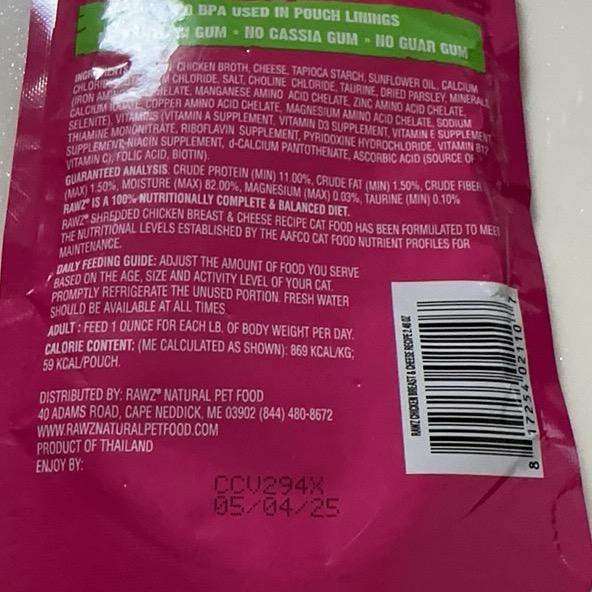 BPA USED IN POUCH LININGS
GUM • NO CASSIA GUM • NO GUAR GUM
CHICKEN BROTH, CHEESE, TAPIOCA STARCH, SUNFLOWER OIL, CALCIUM
CHLORIDE, SALT, CHOLINE CHLORIDE, TAURINE, DRIED PARSLEY, MINERALS
(IRON AMINO CHELATE, MANGANESE AMINO ACID CHELATE, ZINC AMINO ACID CHELATE,
CALCIUM IODATE, COPPER AMINO ACID CHELATE, MAGNESIUM AMINO ACID CHELATE, SODIUM
SELENITE), VITAMINS (VITAMIN A SUPPLEMENT, VITAMIN D3 SUPPLEMENT, VITAMIN E SUPPLEMENT,
THIAMINE MONONITRATE, RIBOFLAVIN SUPPLEMENT, PYRIDOXINE HYDROCHLORIDE, VITAMIN B12
SUPPLEMENT, NIACIN SUPPLEMENT, d-CALCIUM PANTOTHENATE, ASCORBIC ACID (SOURCE OF
VITAMIN C), FOLIC ACID, BIOTIN).
GUARANTEED ANALYSIS: CRUDE PROTEIN (MIN) 11.00%, CRUDE FAT (MIN) 1.50%, CRUDE FIBER
(MAX) 1.50%, MOISTURE (MAX) 82.00%, MAGNESIUM (MAX) 0.03%, TAURINE (MIN) 0.10%
RAWZ® IS A 100% NUTRITIONALLY COMPLETE & BALANCED DIET.
RAWZ® SHREDDED CHICKEN BREAST & CHEESE RECIPE CAT FOOD HAS BEEN FORMULATED TO MEET
THE NUTRITIONAL LEVELS ESTABLISHED BY THE AAFCO CAT FOOD NUTRIENT PROFILES FOR
MAINTENANCE.
DAILY FEEDING GUIDE: ADJUST THE AMOUNT OF FOOD YOU SERVE
BASED ON THE AGE, SIZE AND ACTIVITY LEVEL OF YOUR CAT.
PROMPTLY REFRIGERATE THE UNUSED PORTION. FRESH WATER
SHOULD BE AVAILABLE AT ALL TIMES.
ADULT : FEED 1 OUNCE FOR EACH LB. OF BODY WEIGHT PER DAY.
CALORIE CONTENT: (ME CALCULATED AS SHOWN): 869 KCAL/KG;
59 KCAL/POUCH.
DISTRIBUTED BY: RAWZ® NATURAL PET FOOD
40 ADAMS ROAD, CAPE NEDDICK, ME 03902 (844) 480-8672
WWW.RAWZNATURALPETFOOD.COM
PRODUCT OF THAILAND
ENJOY BY:
CCV294X
05/04/25
RAWZ CHICKEN BREAST & CHEESE RECIPE 2.46 OZ
8 17254 02110 7